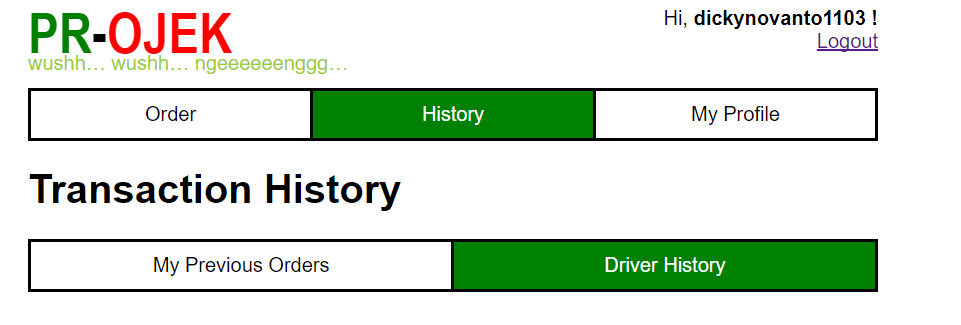 PR-OJEK
Hi, dickynovanto1103 !
Logout
wushh... wushh... ngeeeeeenggg...
Order
History
My Profile
Transaction History
My Previous Orders
Driver History